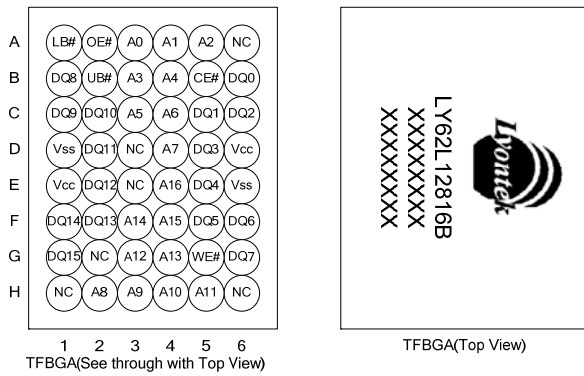 A LB# OE# A0 A1 A2 NC
B DQ8 UB# A3 A4 CE# DQ0
C DQ9 DQ10 A5 A6 DQ1 DQ2
D Vss DQ11 NC A7 DQ3 Vcc
E Vcc DQ12 NC A16 DQ4 Vss
F DQ14 DQ13 A14 A15 DQ5 DQ6
G DQ15 NC A12 A13 WE# DQ7
H NC A8 A9 A10 A11 NC
1 2 3 4 5 6
TFBGA(See through with Top View)
Lyontek
LY62L12816B
XXXXXXXX
XXXXXXXX
TFBGA(Top View)